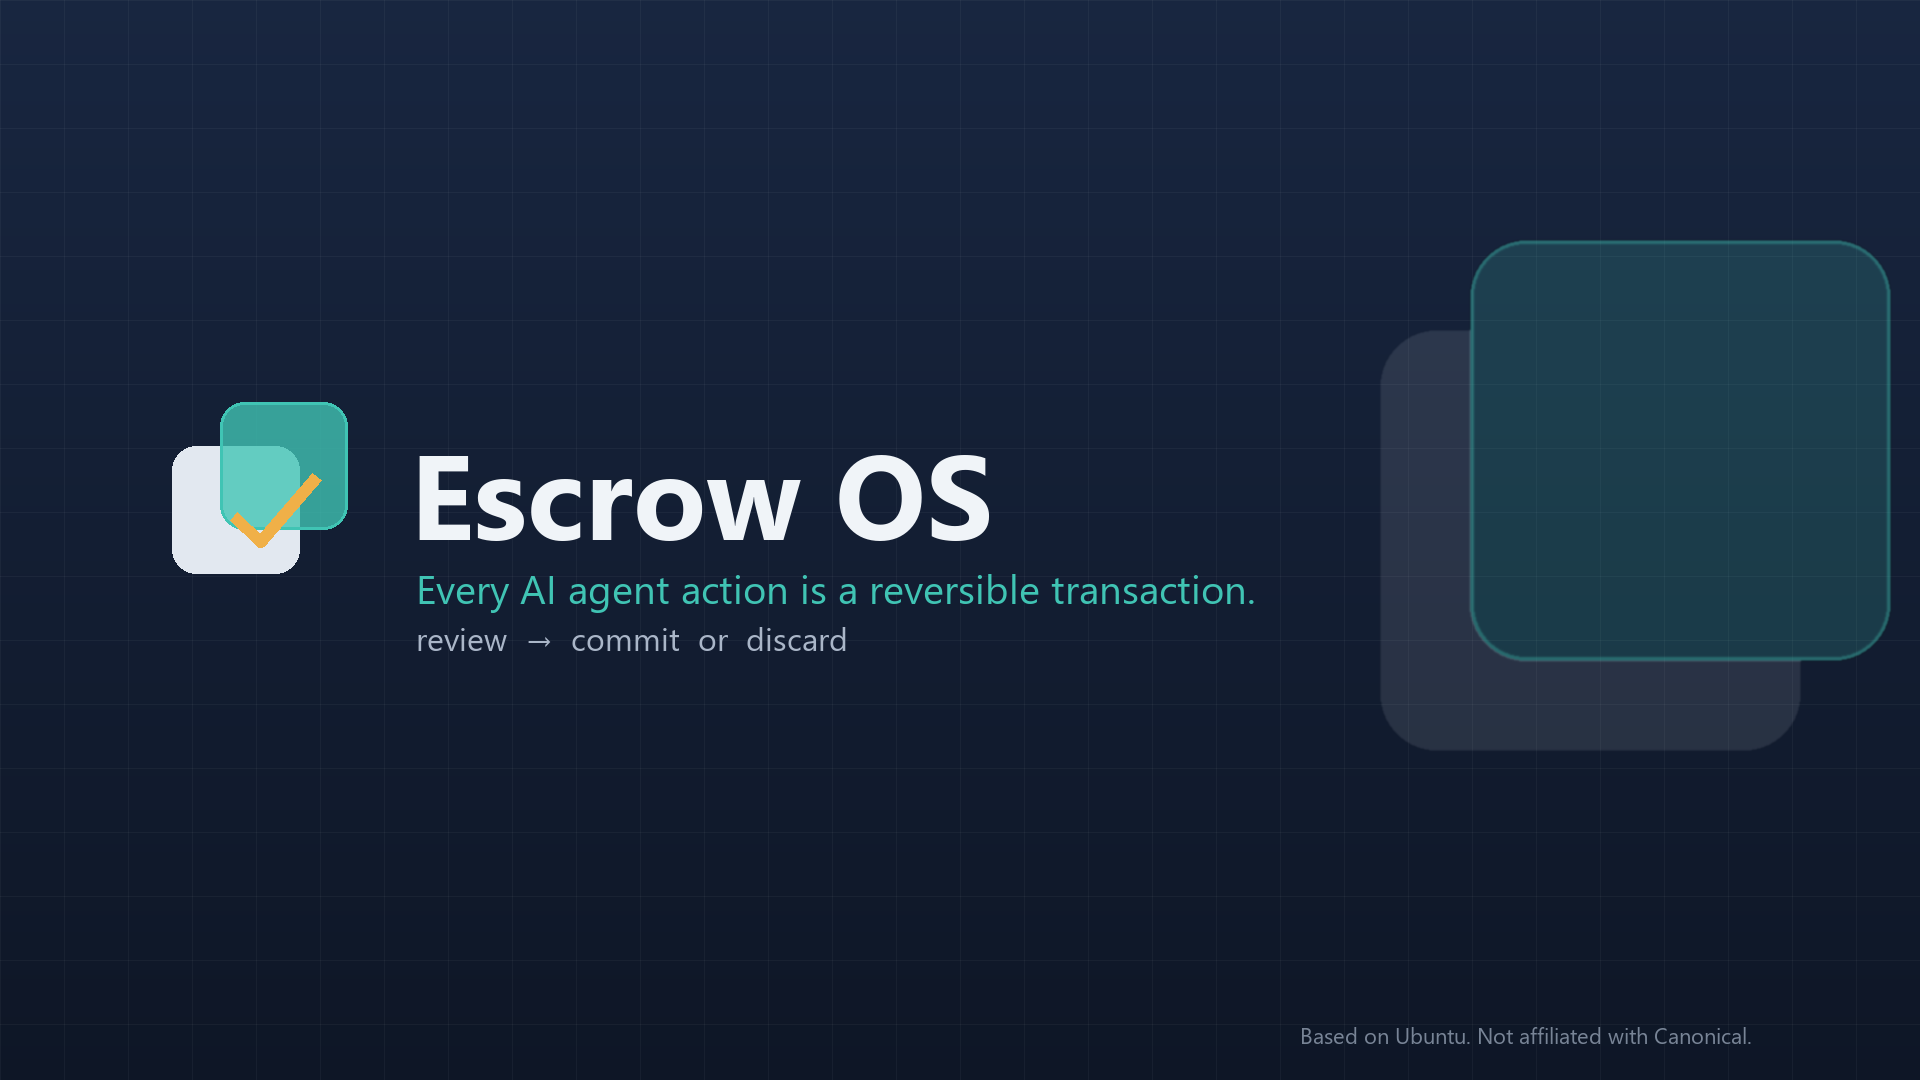 Escrow OS
Every AI agent action is a reversible transaction.
review → commit or discard
Based on Ubuntu. Not affiliated with Canonical.